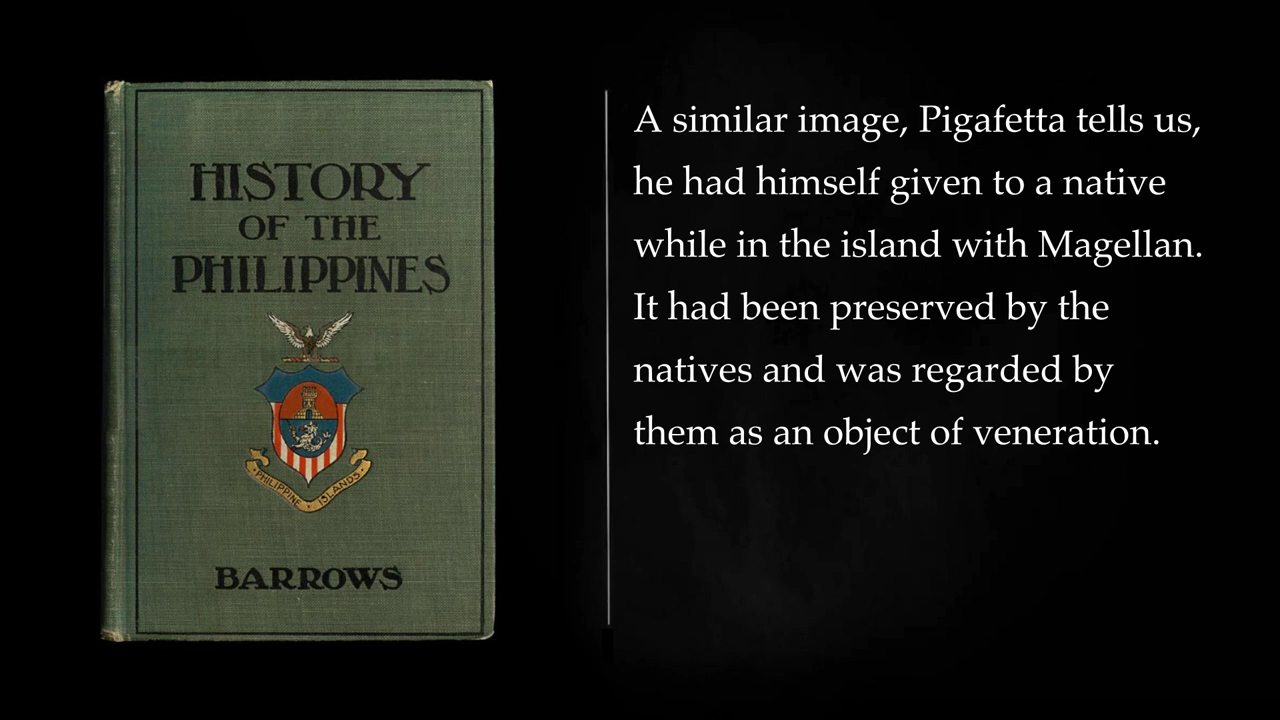 HISTORY
OF THE
PHILIPPINES
PHILIPPINE ISLANDS
BARROWS
A similar image, Pigafetta tells us,
he had himself given to a native
while in the island with Magellan.
It had been preserved by the
natives and was regarded by
them as an object of veneration.